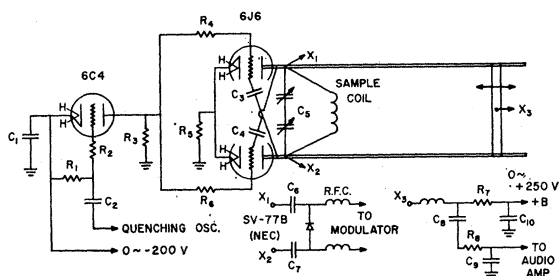 6J6
R4
6C4
H
H
C1
R1
R2
C2
R3
R5
R6
H
H
C3
C4
H
H
C5
X1
X2
SAMPLE
COIL
X3
QUENCHING OSC.
0~-200 V
X1
C6
R.F.C.
SV-77B
(NEC)
TO
MODULATOR
X2
C7
X3
C8
R7
0~
+250 V
+B
C10
R8
C9
TO
AUDIO
AMP